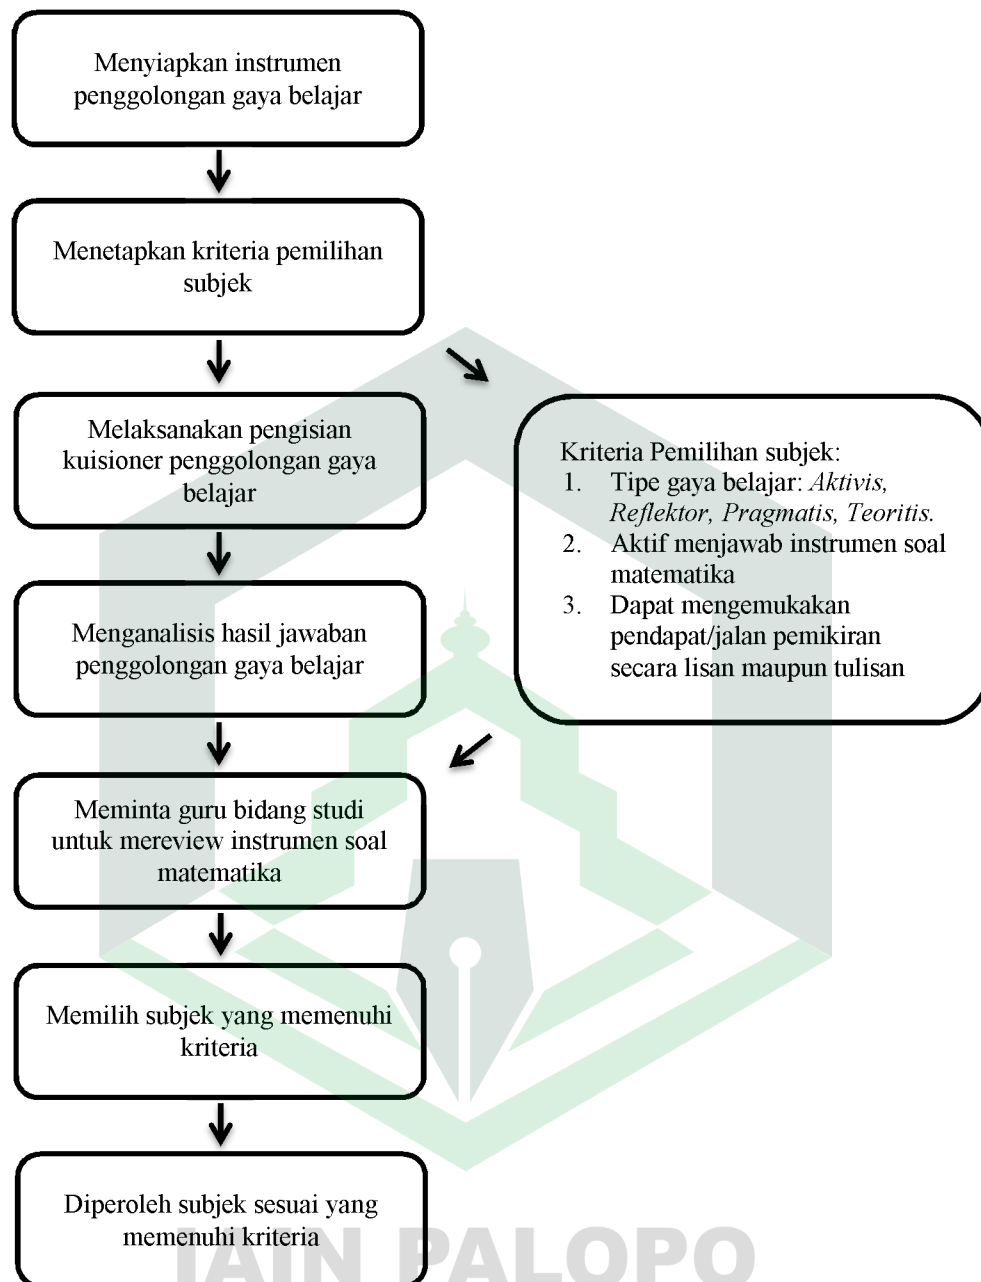 Menyiapkan instrumen
penggolongan gaya belajar
Menetapkan kriteria pemilihan
subjek
Melaksanakan pengisian
kuisioner penggolongan gaya
belajar
Kriteria Pemilihan subjek:
1. Tipe gaya belajar: Aktivis,
Reflektor, Pragmatis, Teoritis.
2. Aktif menjawab instrumen soal
matematika
3. Dapat mengemukakan
pendapat/jalan pemikiran
secara lisan maupun tulisan
Menganalisis hasil jawaban
penggolongan gaya belajar
Meminta guru bidang studi
untuk mereview instrumen soal
matematika
Memilih subjek yang memenuhi
kriteria
Diperoleh subjek sesuai yang
memenuhi kriteria
IAIN PALOPO